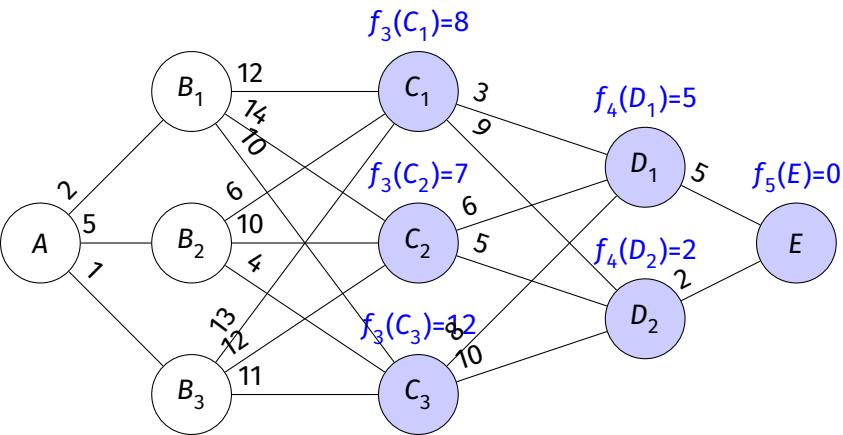 f3(C1)=8
B1
12
14
10
C1
3
9
f4(D1)=5
D1
5
f5(E)=0
2
A
5
1
6
B2
10
4
f3(C2)=7
C2
6
5
f4(D2)=2
E
2
D2
13
12
B3
11
f3(C3)=12
8
10
C3